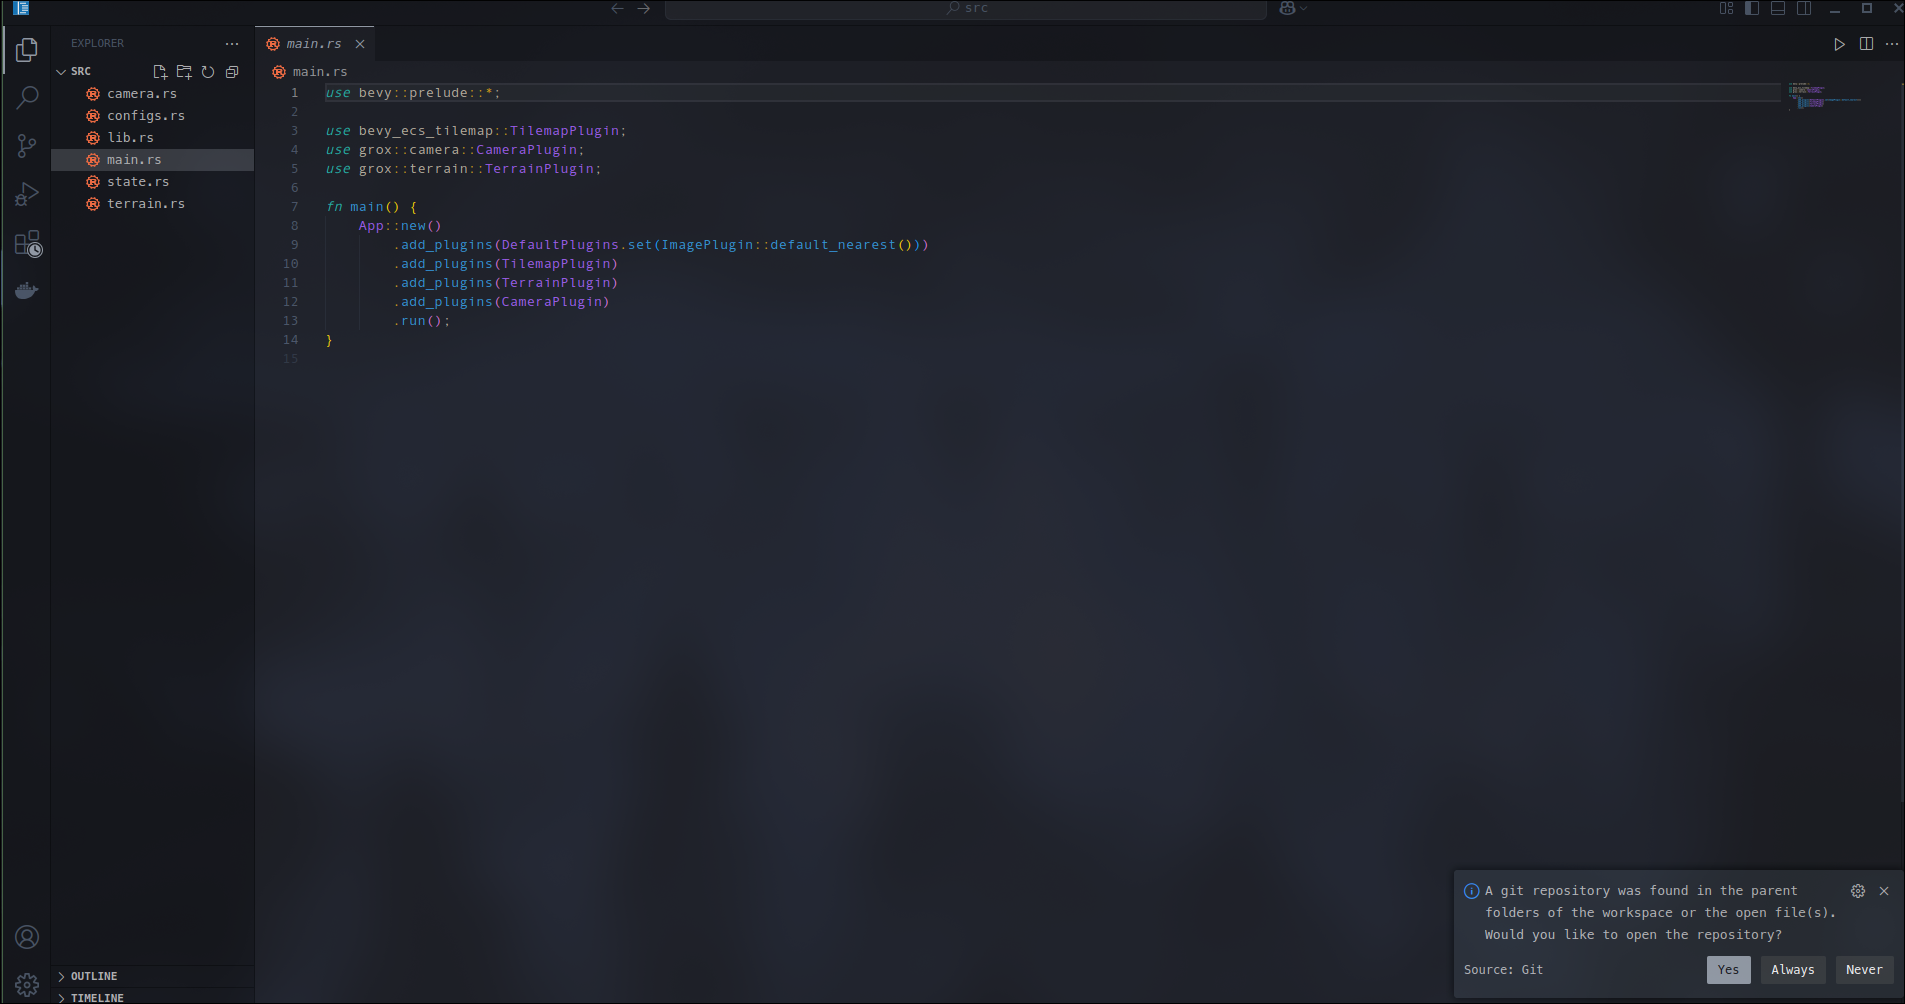 src
EXPLORER
SRC
camera.rs
configs.rs
lib.rs
main.rs
state.rs
terrain.rs
OUTLINE
TIMELINE
main.rs
main.rs
1 use bevy::prelude::*;
2
3 use bevy_ecs_tilemap::TilemapPlugin;
4 use grox::camera::CameraPlugin;
5 use grox::terrain::TerrainPlugin;
6
7 fn main() {
8 App::new()
9 .add_plugins(DefaultPlugins.set(ImagePlugin::default_nearest()))
10 .add_plugins(TilemapPlugin)
11 .add_plugins(TerrainPlugin)
12 .add_plugins(CameraPlugin)
13 .run();
14 }
15
A git repository was found in the parent
folders of the workspace or the open file(s).
Would you like to open the repository?
Source: Git
Yes Always Never